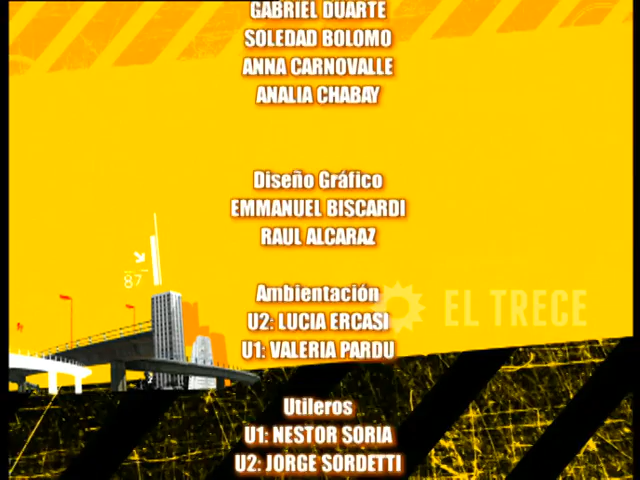 GABRIEL DUARTE
SOLEDAD BOLOMO
ANNA CARNOVALLE
ANALIA CHABAY
Diseño Gráfico
EMMANUEL BISCARDI
RAUL ALCARAZ
87
Ambientación
U2: LUCIA ERCASI
EL TRECE
U1: VALERIA PARDU
2
Utileros
U1: NESTOR SORIA
U2: JORGE SORDETTI